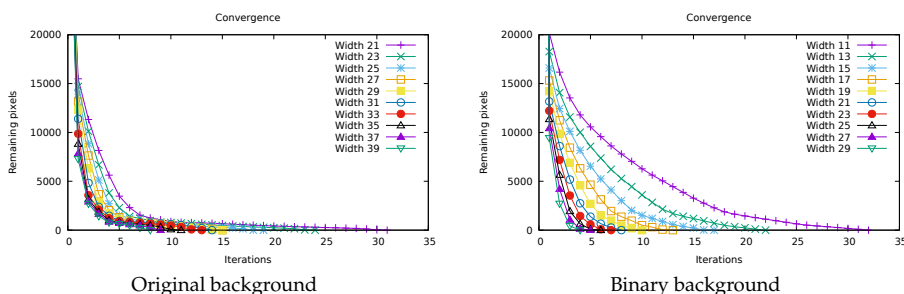 Convergence
Remaining pixels
20000
15000
10000
5000
0
0 5 10 15 20 25 30 35
Iterations
Width 21
Width 23
Width 25
Width 27
Width 29
Width 31
Width 33
Width 35
Width 37
Width 39
Original background
Convergence
Remaining pixels
20000
15000
10000
5000
0
0 5 10 15 20 25 30 35
Iterations
Width 11
Width 13
Width 15
Width 17
Width 19
Width 21
Width 23
Width 25
Width 27
Width 29
Binary background